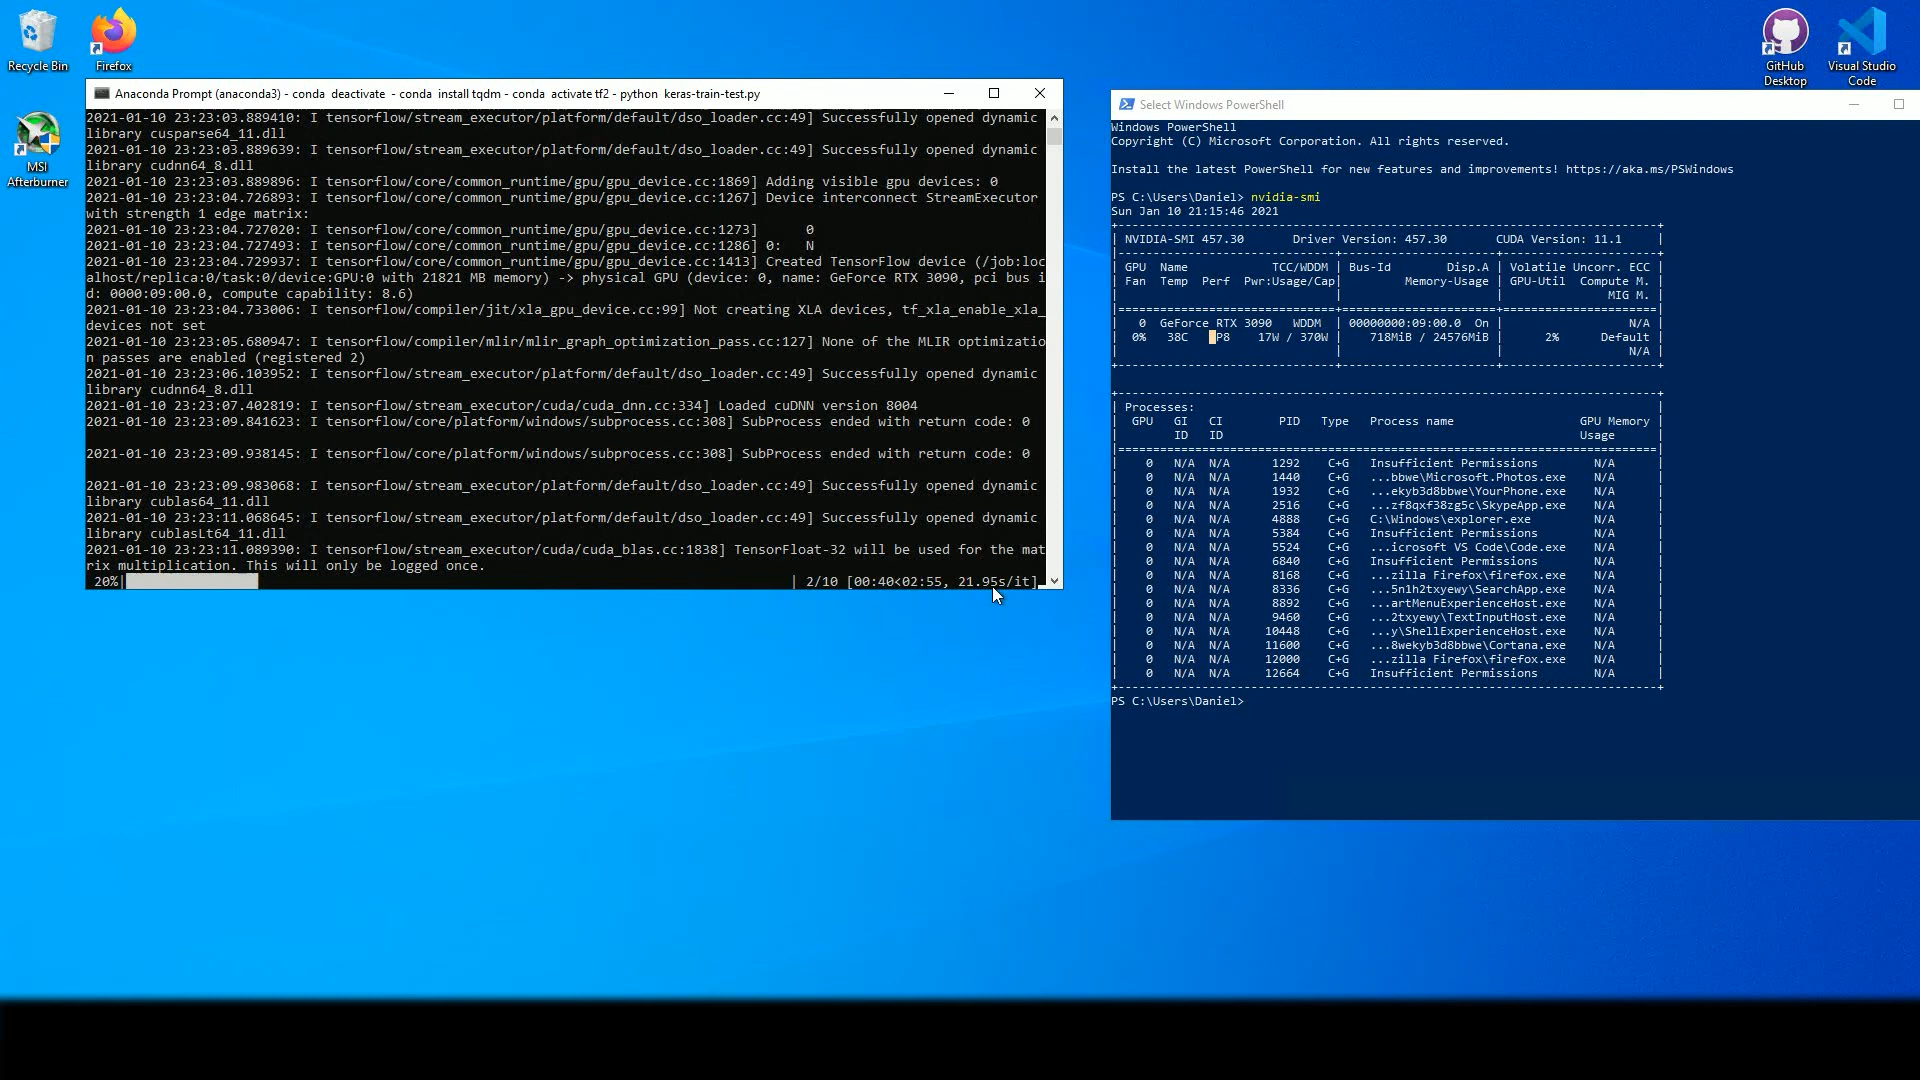 Recycle Bin
Firefox
MSI
Afterburner
GitHub
Desktop
Visual Studio
Code
Anaconda Prompt (anaconda3) - conda  deactivate  - conda  install tqdm - conda  activate tf2 - python  keras-train-test.py
2021-01-10 23:23:03.889410: I tensorflow/stream_executor/platform/default/dso_loader.cc:49] Successfully opened dynamic
library cusparse64_11.dll
2021-01-10 23:23:03.889639: I tensorflow/stream_executor/platform/default/dso_loader.cc:49] Successfully opened dynamic
library cudnn64_8.dll
2021-01-10 23:23:03.889896: I tensorflow/core/common_runtime/gpu/gpu_device.cc:1869] Adding visible gpu devices: 0
2021-01-10 23:23:04.726893: I tensorflow/core/common_runtime/gpu/gpu_device.cc:1267] Device interconnect StreamExecutor
with strength 1 edge matrix:
2021-01-10 23:23:04.727020: I tensorflow/core/common_runtime/gpu/gpu_device.cc:1273]      0
2021-01-10 23:23:04.727493: I tensorflow/core/common_runtime/gpu/gpu_device.cc:1286] 0:   N
2021-01-10 23:23:04.729937: I tensorflow/core/common_runtime/gpu/gpu_device.cc:1413] Created TensorFlow device (/job:loc
alhost/replica:0/task:0/device:GPU:0 with 21821 MB memory) -> physical GPU (device: 0, name: GeForce RTX 3090, pci bus i
d: 0000:09:00.0, compute capability: 8.6)
2021-01-10 23:23:04.733006: I tensorflow/compiler/jit/xla_gpu_device.cc:99] Not creating XLA devices, tf_xla_enable_xla_
devices not set
2021-01-10 23:23:05.680947: I tensorflow/compiler/mlir/mlir_graph_optimization_pass.cc:127] None of the MLIR optimizatio
n passes are enabled (registered 2)
2021-01-10 23:23:06.103952: I tensorflow/stream_executor/platform/default/dso_loader.cc:49] Successfully opened dynamic
library cudnn64_8.dll
2021-01-10 23:23:07.402819: I tensorflow/stream_executor/cuda/cuda_dnn.cc:334] Loaded cuDNN version 8004
2021-01-10 23:23:09.841623: I tensorflow/core/platform/windows/subprocess.cc:308] SubProcess ended with return code: 0
2021-01-10 23:23:09.938145: I tensorflow/core/platform/windows/subprocess.cc:308] SubProcess ended with return code: 0
2021-01-10 23:23:09.983068: I tensorflow/stream_executor/platform/default/dso_loader.cc:49] Successfully opened dynamic
library cublas64_11.dll
2021-01-10 23:23:11.068645: I tensorflow/stream_executor/platform/default/dso_loader.cc:49] Successfully opened dynamic
library cublasLt64_11.dll
2021-01-10 23:23:11.089390: I tensorflow/stream_executor/cuda/cuda_blas.cc:1838] TensorFloat-32 will be used for the mat
rix multiplication. This will only be logged once.
20%| | 2/10 [00:40<02:55, 21.95s/it]
Select Windows PowerShell
Windows PowerShell
Copyright (C) Microsoft Corporation. All rights reserved.
Install the latest PowerShell for new features and improvements! https://aka.ms/PSWindows
PS C:\Users\Daniel> nvidia-smi
Sun Jan 10 21:15:46 2021
+-----------------------------------------------------------------------------+
| NVIDIA-SMI 457.30       Driver Version: 457.30       CUDA Version: 11.1     |
|-------------------------------+----------------------+----------------------+
| GPU  Name            TCC/WDDM | Bus-Id        Disp.A | Volatile Uncorr. ECC |
| Fan  Temp  Perf  Pwr:Usage/Cap|         Memory-Usage | GPU-Util  Compute M. |
|                               |                      |               MIG M. |
|===============================+======================+======================|
|   0  GeForce RTX 3090   WDDM  | 00000000:09:00.0  On |                  N/A |
|  0%   38C    P8    17W / 370W |    718MiB / 24576MiB |      2%      Default |
|                               |                      |                  N/A |
+-------------------------------+----------------------+----------------------+
+-----------------------------------------------------------------------------+
| Processes:                                                                  |
|  GPU   GI   CI        PID   Type   Process name                  GPU Memory |
|        ID   ID                                                   Usage      |
|=============================================================================|
|    0   N/A  N/A      1292    C+G   Insufficient Permissions        N/A      |
|    0   N/A  N/A      1440    C+G   ...bbwe\Microsoft.Photos.exe    N/A      |
|    0   N/A  N/A      1932    C+G   ...ekyb3d8bbwe\YourPhone.exe    N/A      |
|    0   N/A  N/A      2516    C+G   ...zf8qxf38zg5c\SkypeApp.exe    N/A      |
|    0   N/A  N/A      4888    C+G   C:\Windows\explorer.exe         N/A      |
|    0   N/A  N/A      5384    C+G   Insufficient Permissions        N/A      |
|    0   N/A  N/A      5524    C+G   ...icrosoft VS Code\Code.exe    N/A      |
|    0   N/A  N/A      6840    C+G   Insufficient Permissions        N/A      |
|    0   N/A  N/A      8168    C+G   ...zilla Firefox\firefox.exe    N/A      |
|    0   N/A  N/A      8336    C+G   ...5n1h2txyewy\SearchApp.exe    N/A      |
|    0   N/A  N/A      8892    C+G   ...artMenuExperienceHost.exe    N/A      |
|    0   N/A  N/A      9460    C+G   ...2txyewy\TextInputHost.exe    N/A      |
|    0   N/A  N/A     10448    C+G   ...y\ShellExperienceHost.exe    N/A      |
|    0   N/A  N/A     11600    C+G   ...8wekyb3d8bbwe\Cortana.exe    N/A      |
|    0   N/A  N/A     12000    C+G   ...zilla Firefox\firefox.exe    N/A      |
|    0   N/A  N/A     12664    C+G   Insufficient Permissions        N/A      |
+-----------------------------------------------------------------------------+
PS C:\Users\Daniel>